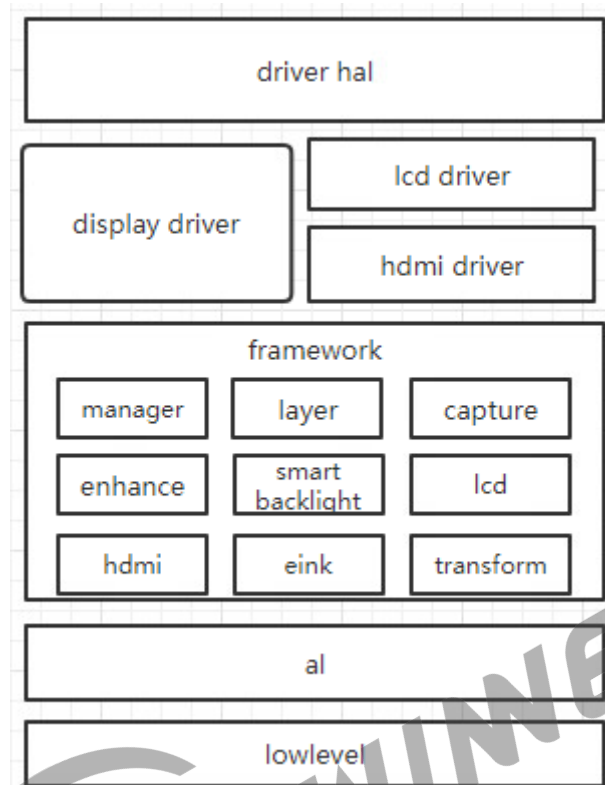 driver hal
display driver
lcd driver
hdmi driver
framework
manager
layer
capture
enhance
smart
backlight
lcd
hdmi
eink
transform
al
lowlevel